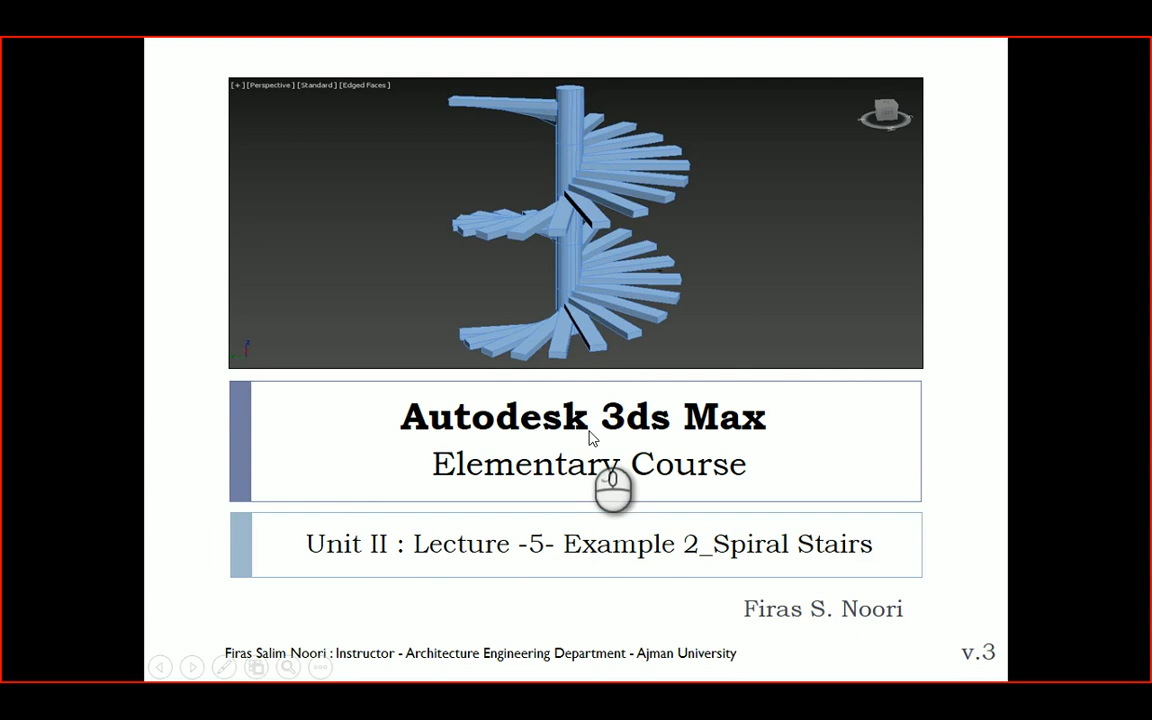 [+] [Perspective] [Standard] [Edged Faces]
Autodesk 3ds Max
Elementary Course
Unit II : Lecture -5- Example 2_Spiral Stairs
Firas S. Noori
Firas Salim Noori : Instructor - Architecture Engineering Department - Ajman University
v.3